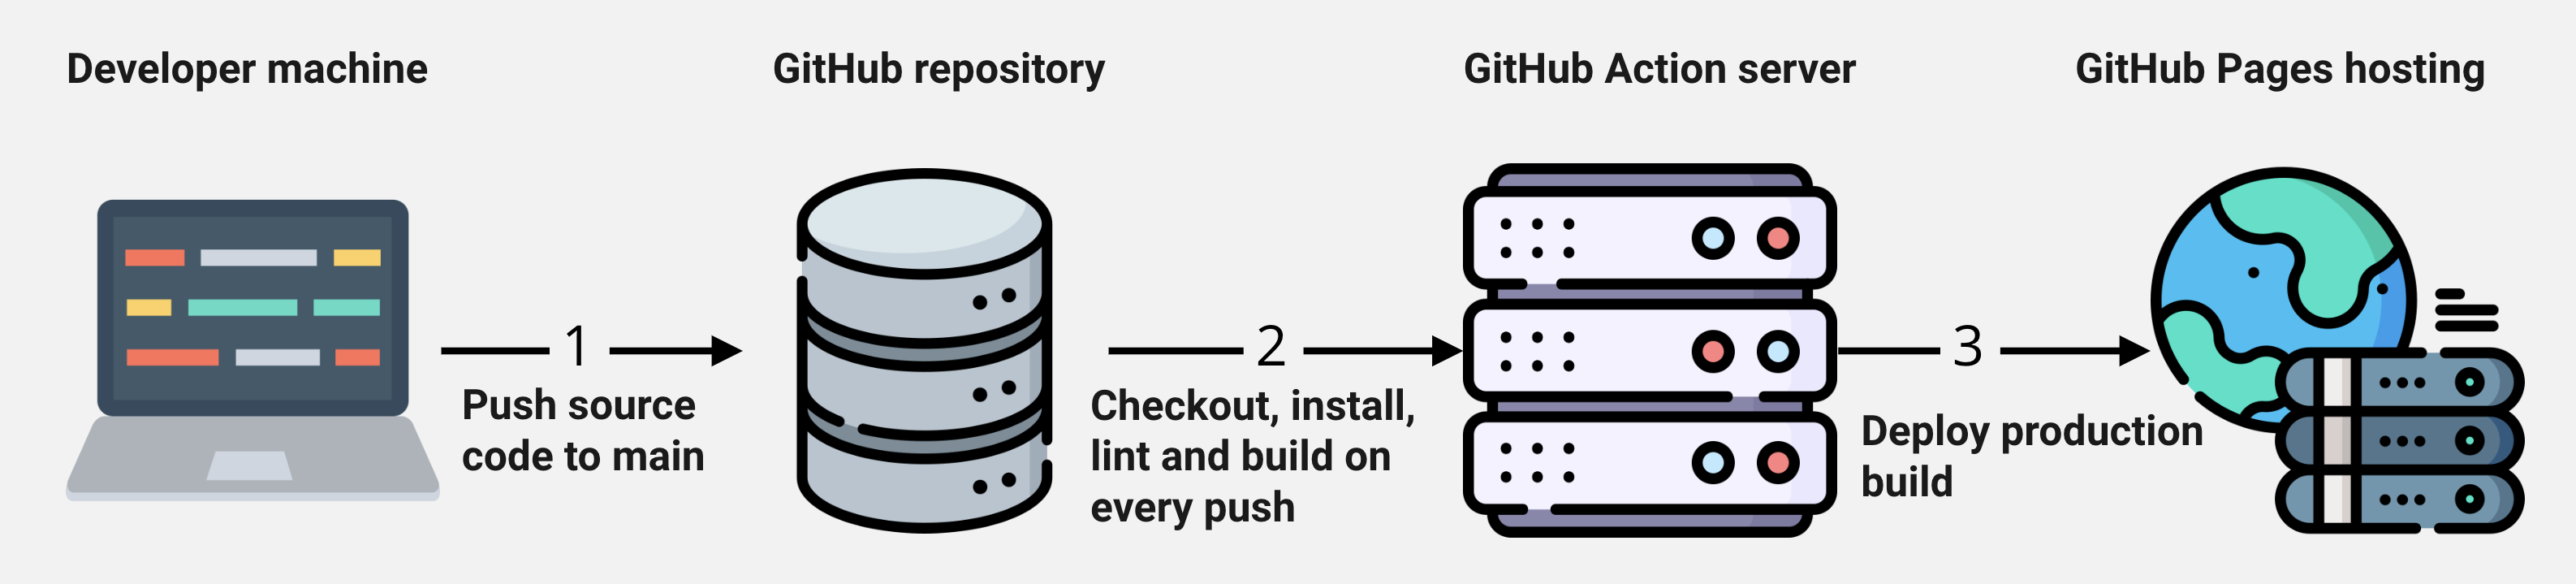 Developer machine
GitHub repository
GitHub Action server
GitHub Pages hosting
1
Push source
code to main
2
Checkout, install,
lint and build on
every push
3
Deploy production
build